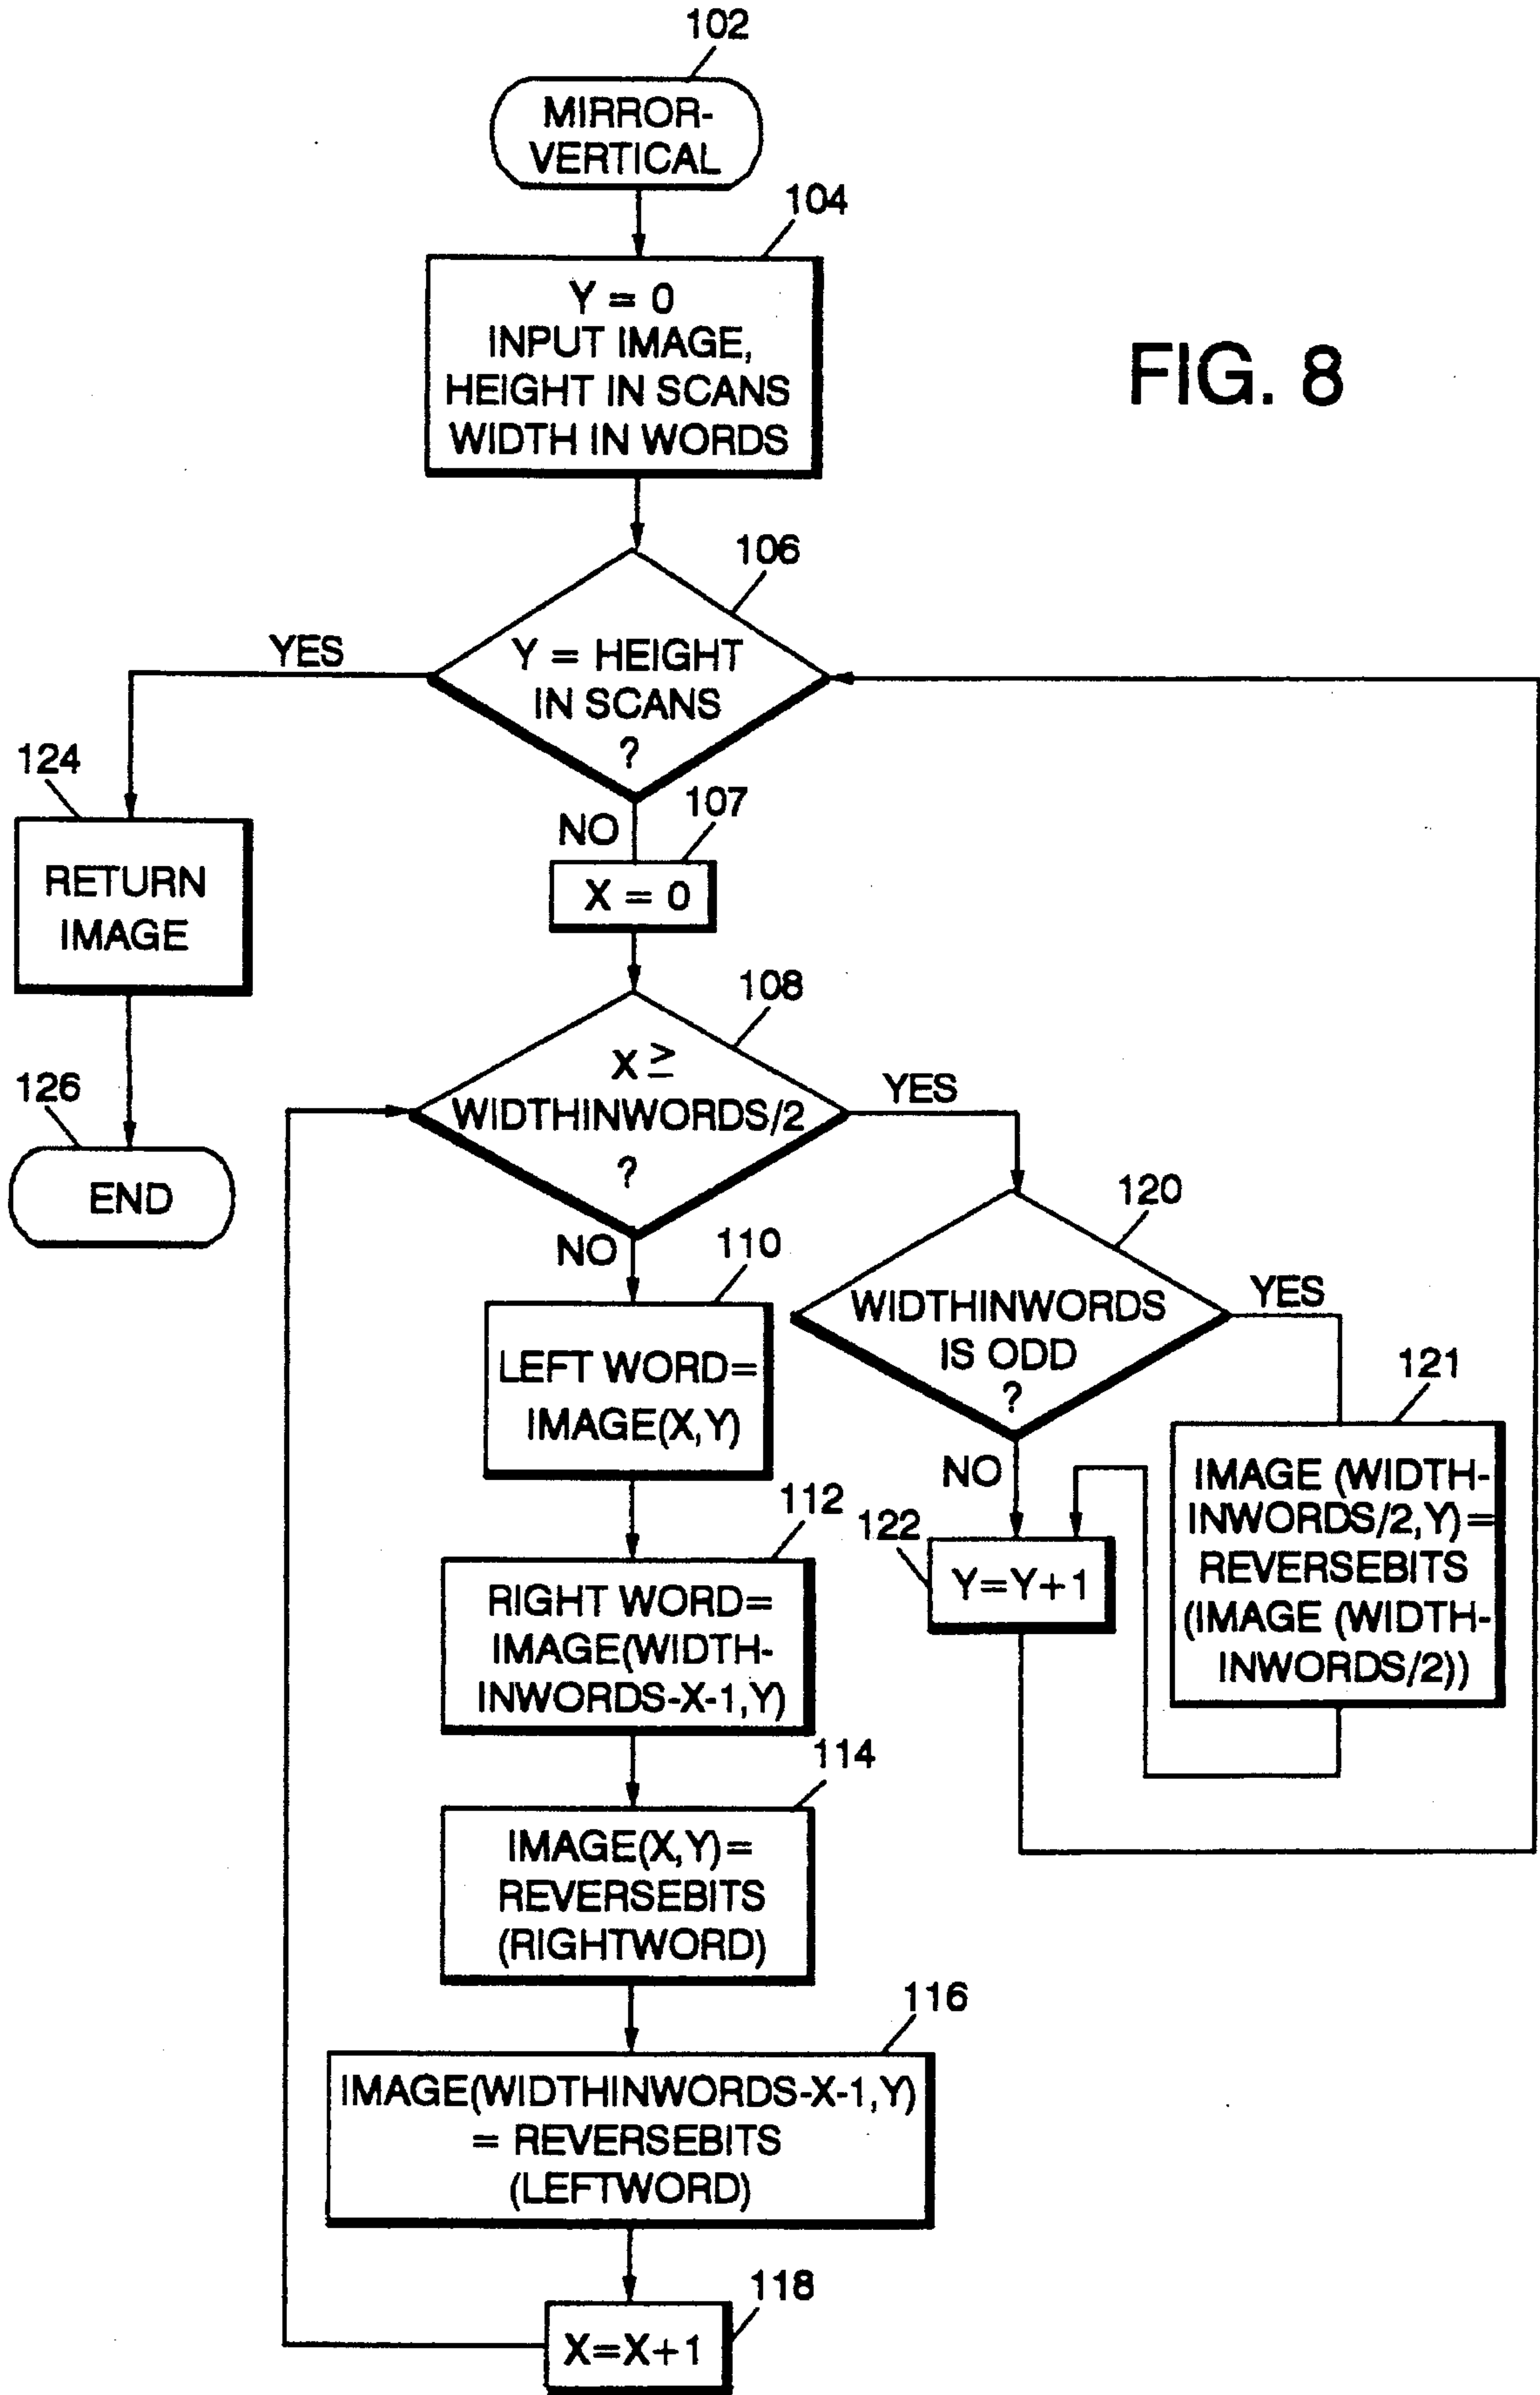 102
MIRROR-
VERTICAL
104
Y = 0
INPUT IMAGE,
HEIGHT IN SCANS
WIDTH IN WORDS
FIG. 8
106
YES
Y = HEIGHT
IN SCANS
?
124
RETURN
IMAGE
NO
107
X = 0
108
X ≥
WIDTHINWORDS/2
?
YES
126
END
NO
110
LEFT WORD=
IMAGE(X,Y)
120
WIDTHINWORDS
IS ODD
?
YES
NO
121
IMAGE (WIDTH-
INWORDS/2,Y)=
REVERSEBITS
(IMAGE (WIDTH-
INWORDS/2))
122
Y=Y+1
112
RIGHT WORD=
IMAGE(WIDTH-
INWORDS-X-1,Y)
114
IMAGE(X,Y)=
REVERSEBITS
(RIGHTWORD)
116
IMAGE(WIDTHINWORDS-X-1,Y)
= REVERSEBITS
(LEFTWORD)
118
X=X+1